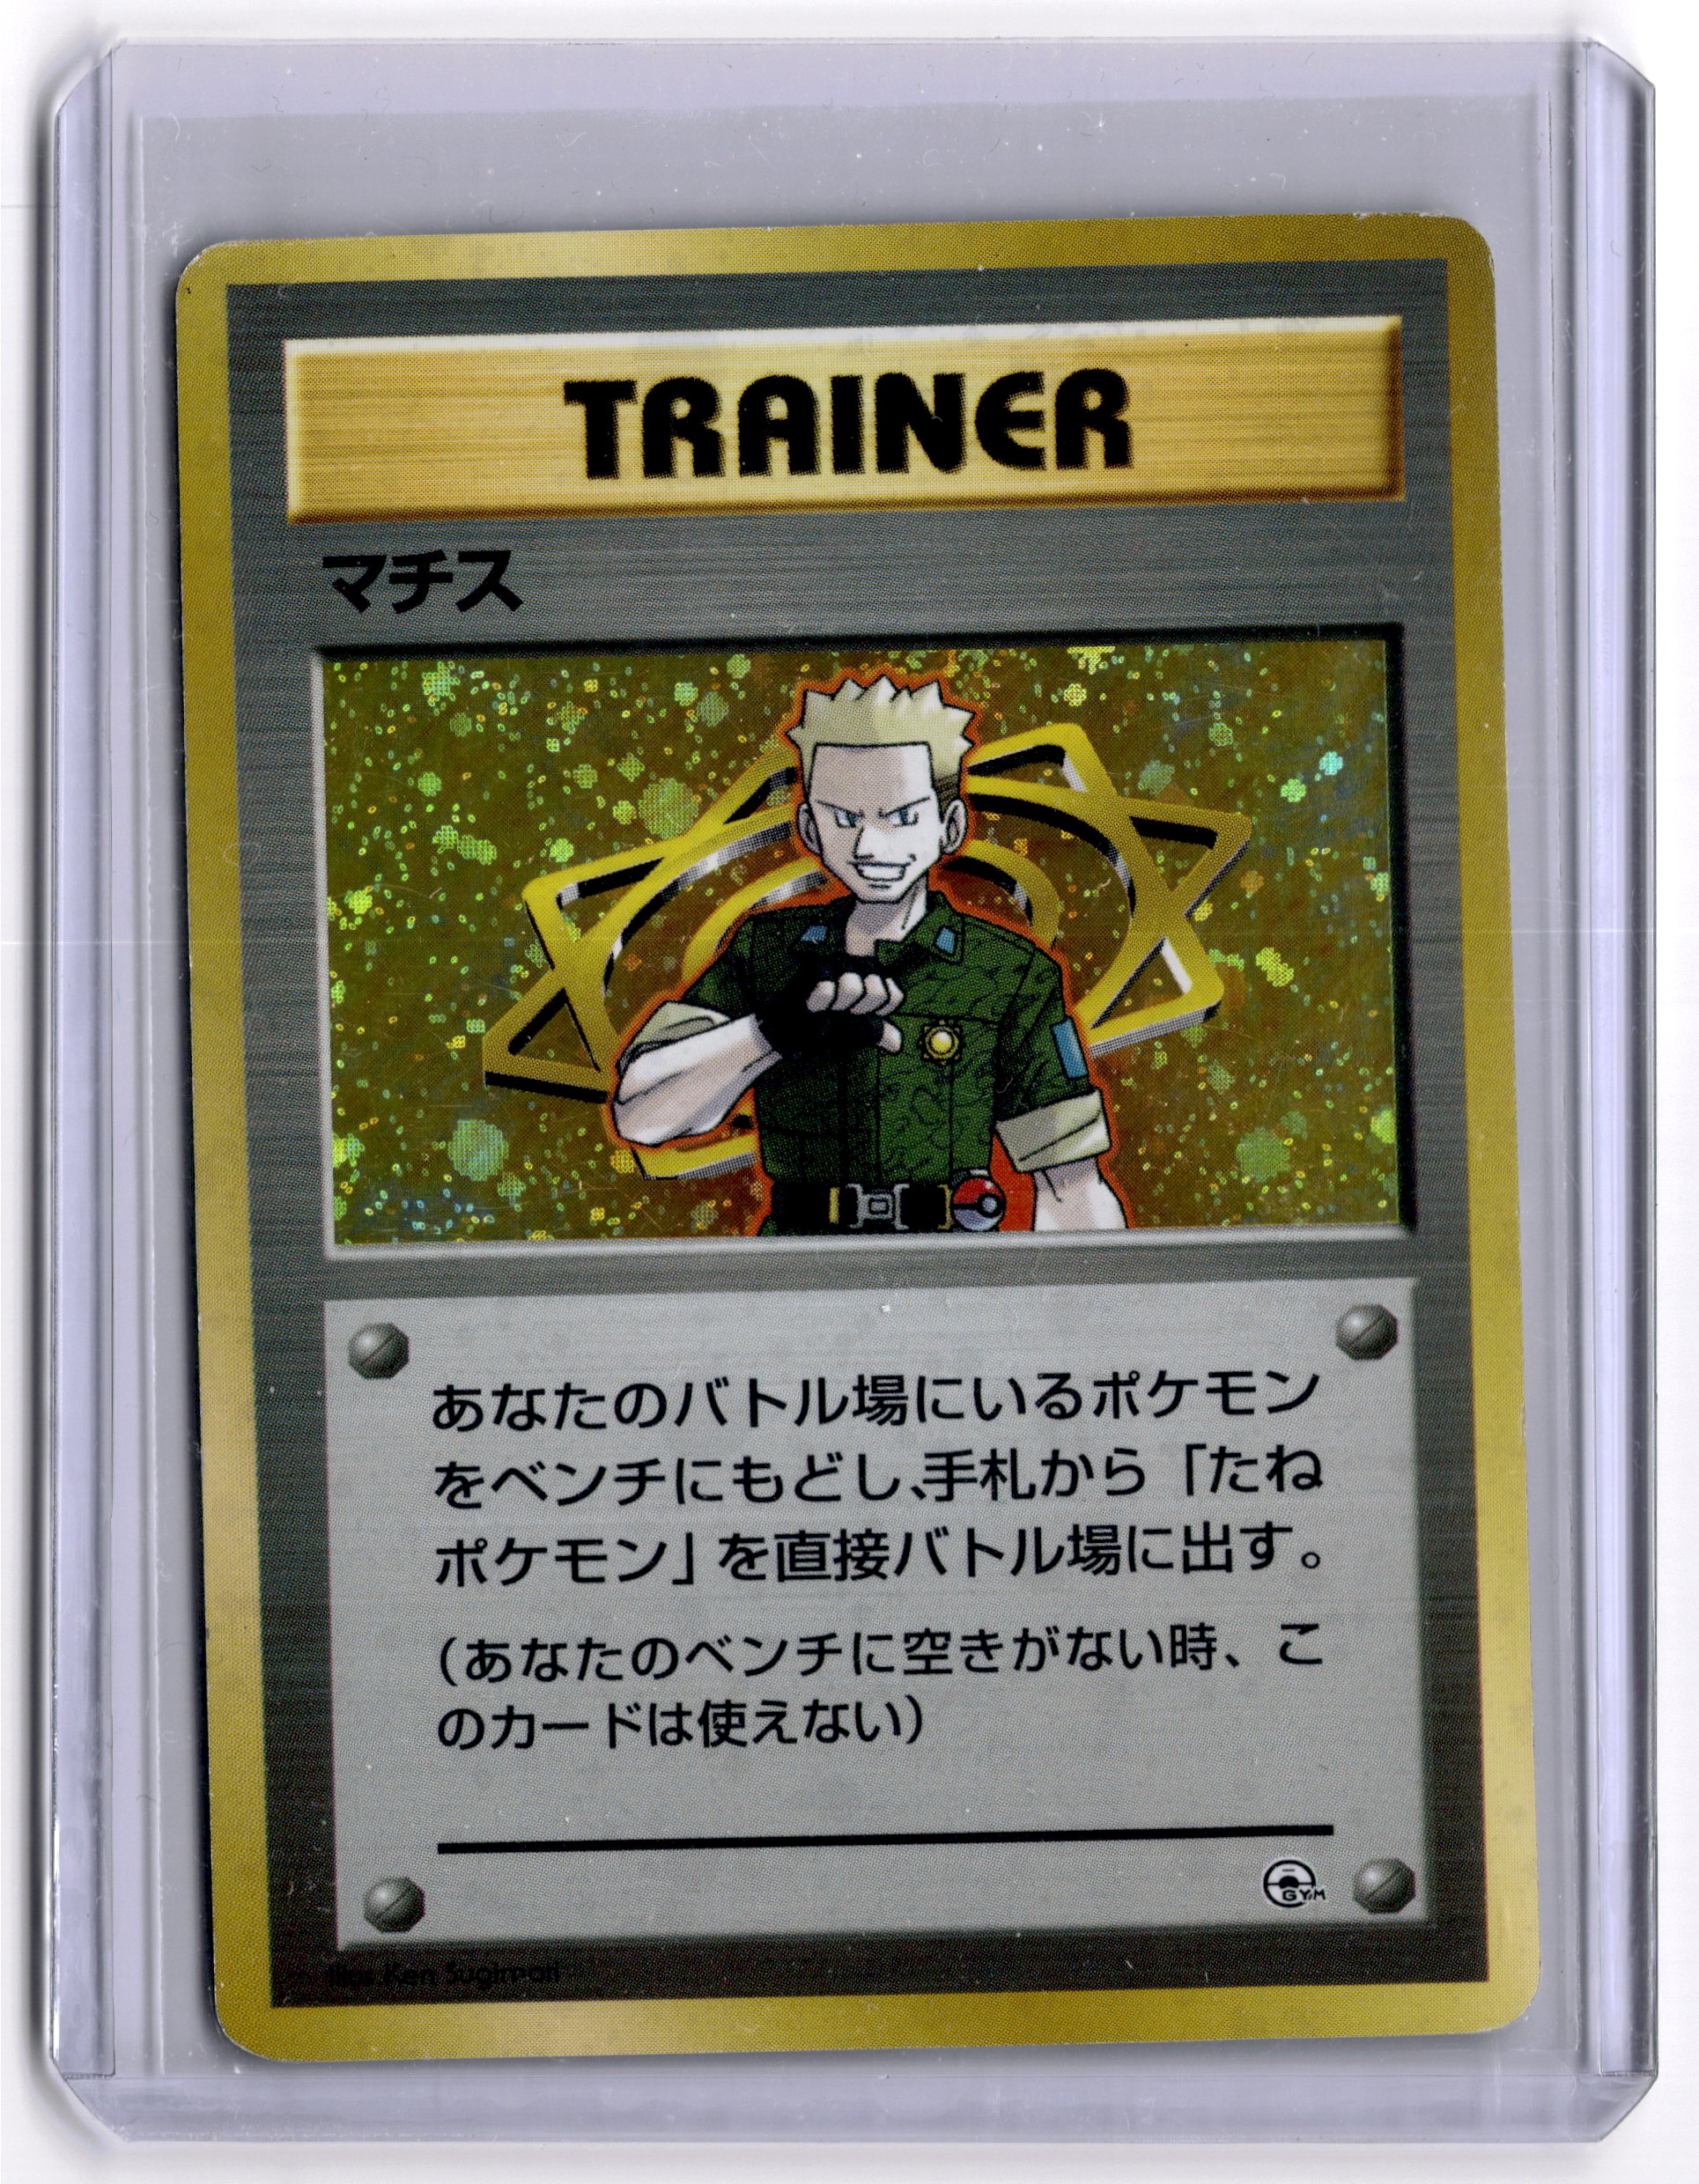 TRAINER
マチス
あなたのバトル場にいるポケモン
をベンチにもどし、手札から「たね
ポケモン」を直接バトル場に出す。
(あなたのベンチに空きがない時、こ
のカードは使えない)
GYM
Illus. Ken Sugimori